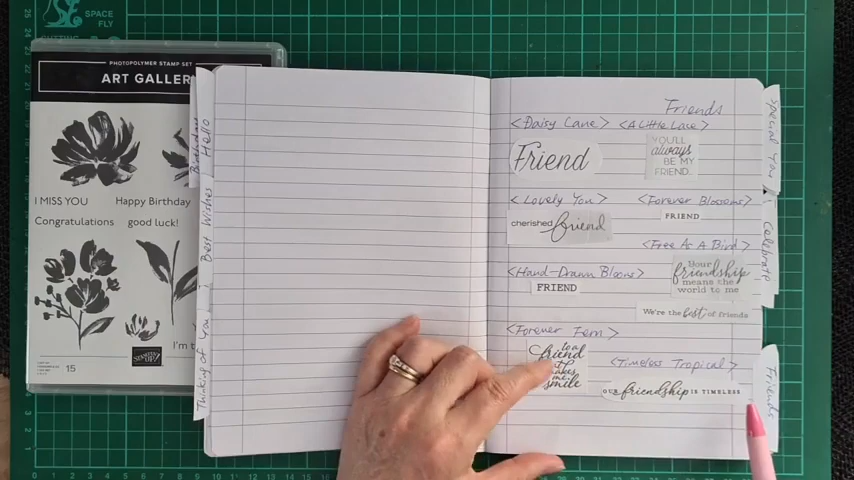 SPACE
FLY
PHOTOPOLYMER STAMP SET
ART GALLER
I MISS YOU
Happy Birthday
Congratulations
good luck!
I'm t
STAMPIN' UP!
15
Birthday
Hello
Best Wishes
Thinking of You
Friends
<Daisy Lane>
<A Little Lace>
Friend
YOU'LL
always
BE MY
FRIEND.
<Lovely You>
<Forever Blossoms>
cherished friend
FRIEND
<Free As A Bird>
<Hand-Drawn Blooms>
FRIEND
Your
friendship
means the
world to me
We're the best of friends
<Forever Fern>
to a
friend
me
smile
<Timeless Tropical>
OUR friendship IS TIMELESS
Special You
Celebrate
Friends